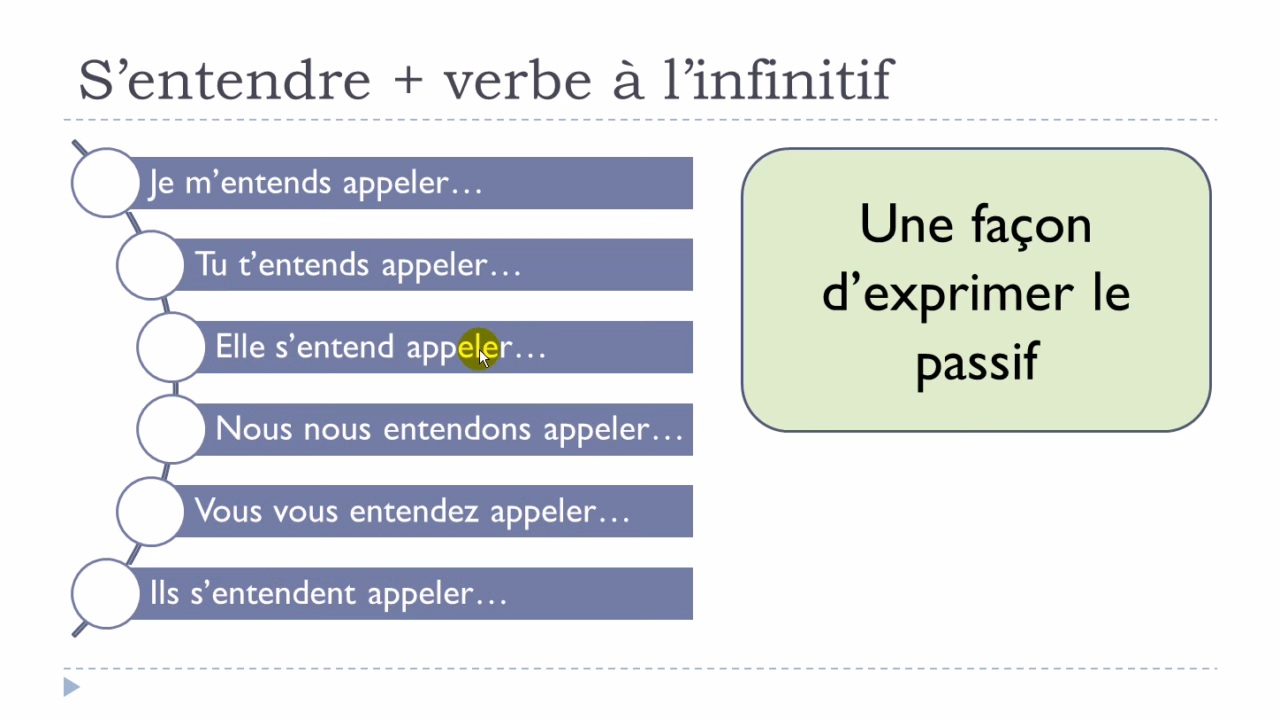 S’entendre + verbe à l’infinitif
Je m’entends appeler…
Tu t’entends appeler…
Elle s’entend appeler…
Nous nous entendons appeler…
Vous vous entendez appeler…
Ils s’entendent appeler…
Une façon
d’exprimer le
passif